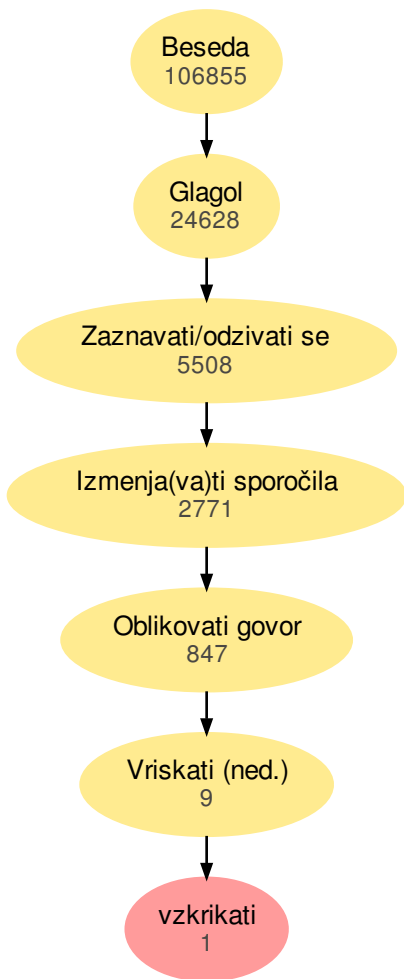 Beseda
106855
Glagol
24628
Zaznavati/odzivati se
5508
Izmenja(va)ti sporočila
2771
Oblikovati govor
847
Vriskati (ned.)
9
vzkrikati
1